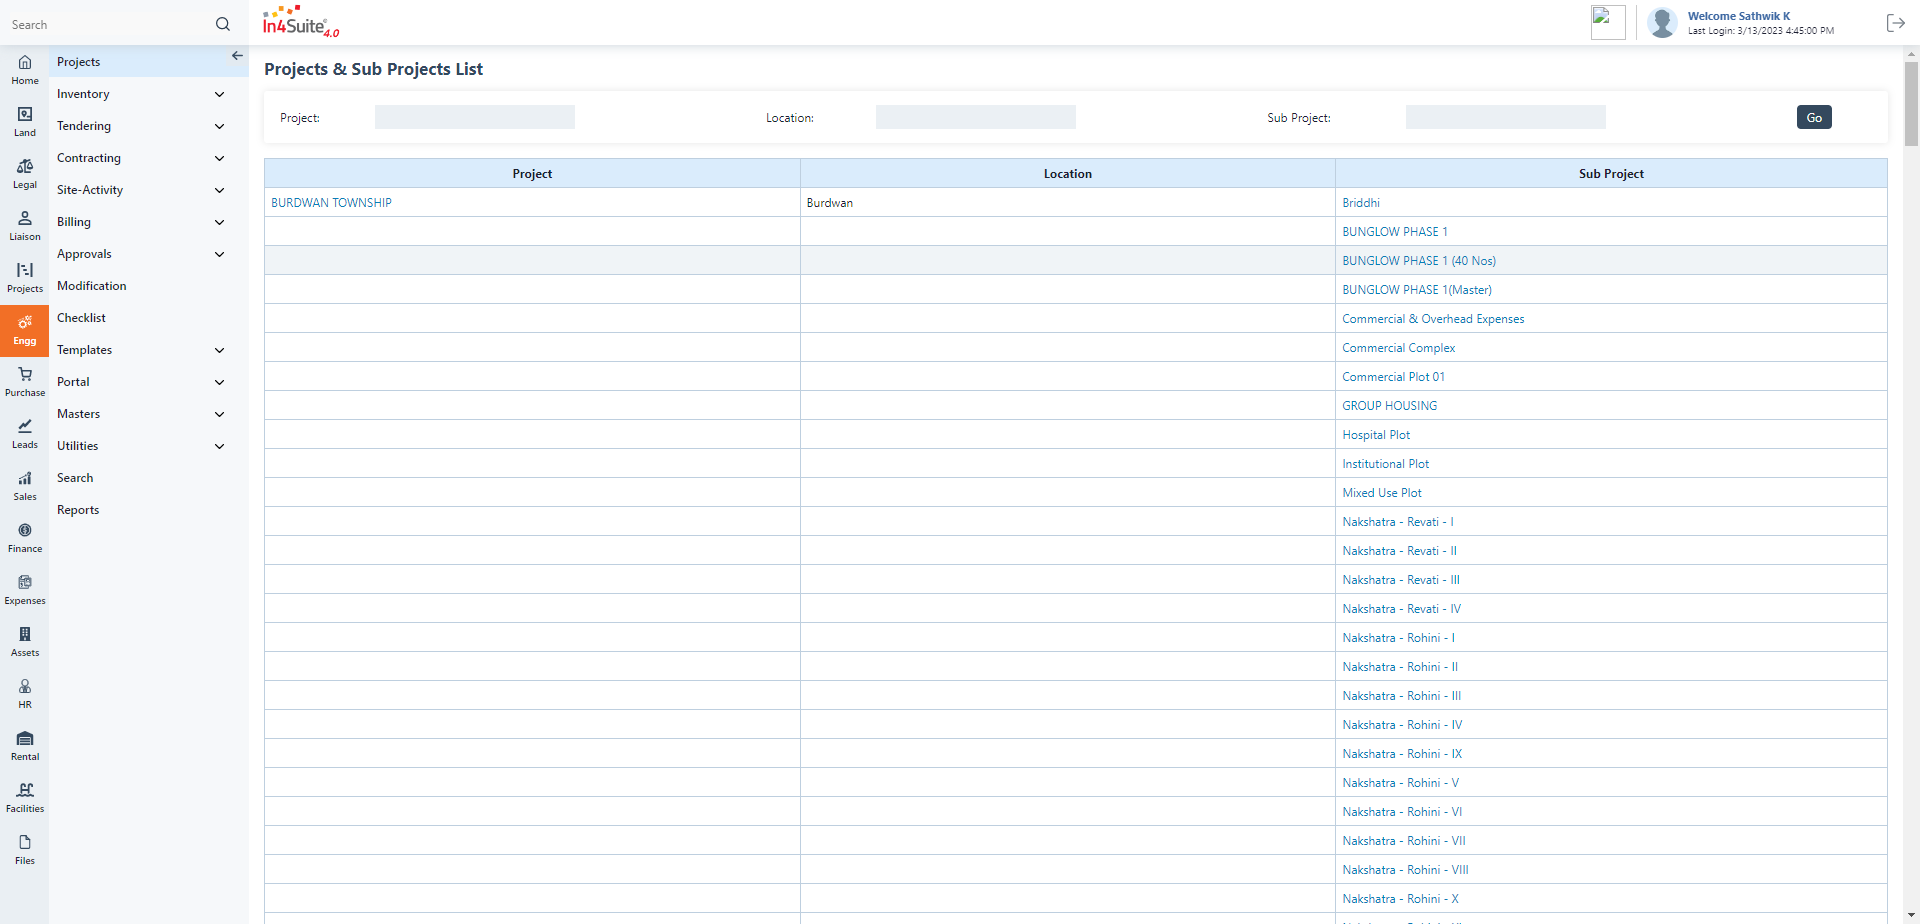 Search
In4Suite® 4.0
Welcome Sathwik K
Last Login: 3/13/2023 4:45:00 PM
Home
Land
Legal
Liaison
Projects
Engg
Purchase
Leads
Sales
Finance
Expenses
Assets
HR
Rental
Facilities
Files
Projects
Inventory
Tendering
Contracting
Site-Activity
Billing
Approvals
Modification
Checklist
Templates
Portal
Masters
Utilities
Search
Reports
Projects & Sub Projects List
Project: Location: Sub Project: Go
Project Location Sub Project
BURDWAN TOWNSHIP Burdwan Briddhi
BUNGLOW PHASE 1
BUNGLOW PHASE 1 (40 Nos)
BUNGLOW PHASE 1(Master)
Commercial & Overhead Expenses
Commercial Complex
Commercial Plot 01
GROUP HOUSING
Hospital Plot
Institutional Plot
Mixed Use Plot
Nakshatra - Revati - I
Nakshatra - Revati - II
Nakshatra - Revati - III
Nakshatra - Revati - IV
Nakshatra - Rohini - I
Nakshatra - Rohini - II
Nakshatra - Rohini - III
Nakshatra - Rohini - IV
Nakshatra - Rohini - IX
Nakshatra - Rohini - V
Nakshatra - Rohini - VI
Nakshatra - Rohini - VII
Nakshatra - Rohini - VIII
Nakshatra - Rohini - X